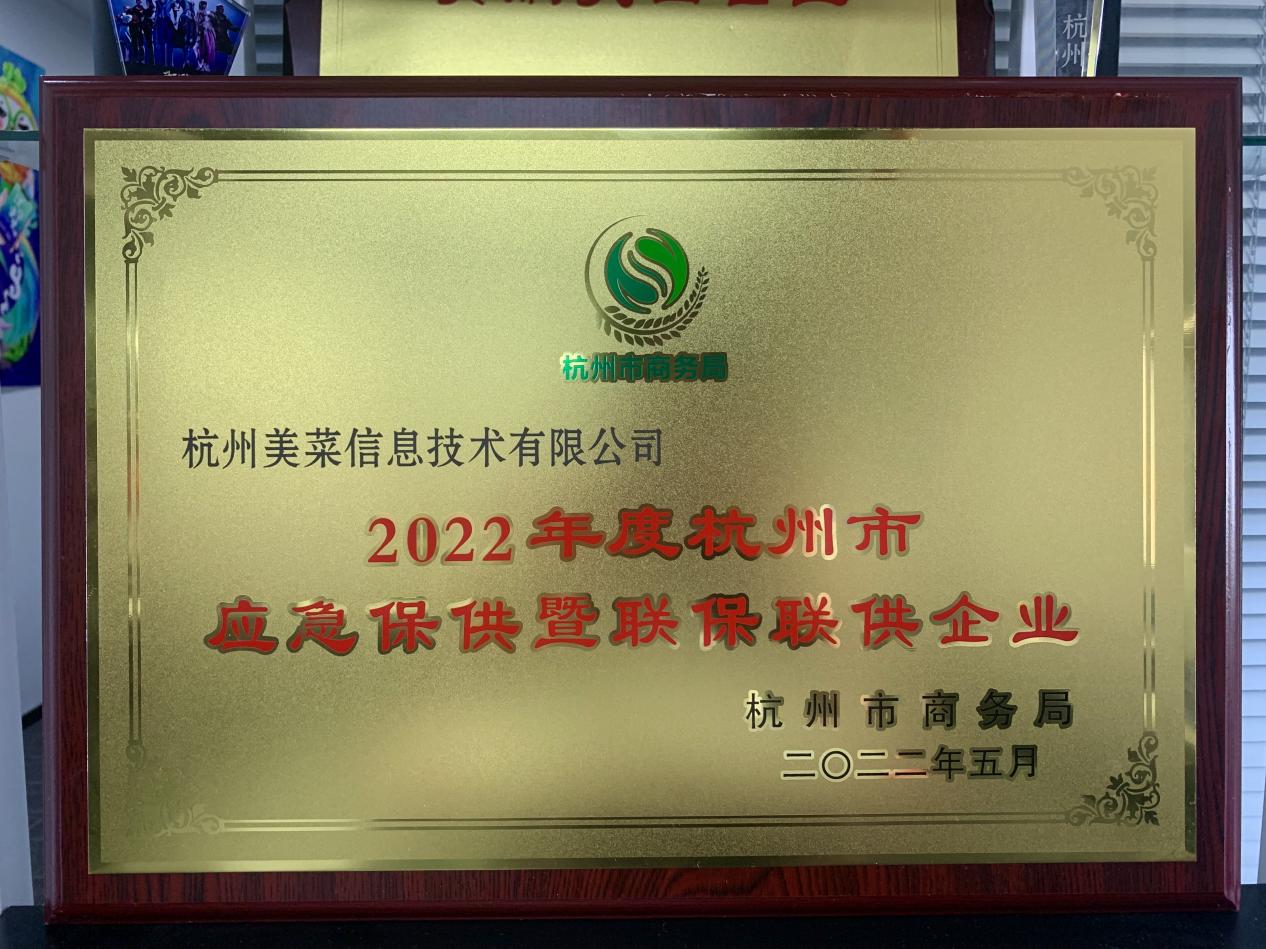 杭州
杭州市商务局
杭州美菜信息技术有限公司
2022年度杭州市
应急保供暨联保联供企业
杭州市商务局
二〇二二年五月